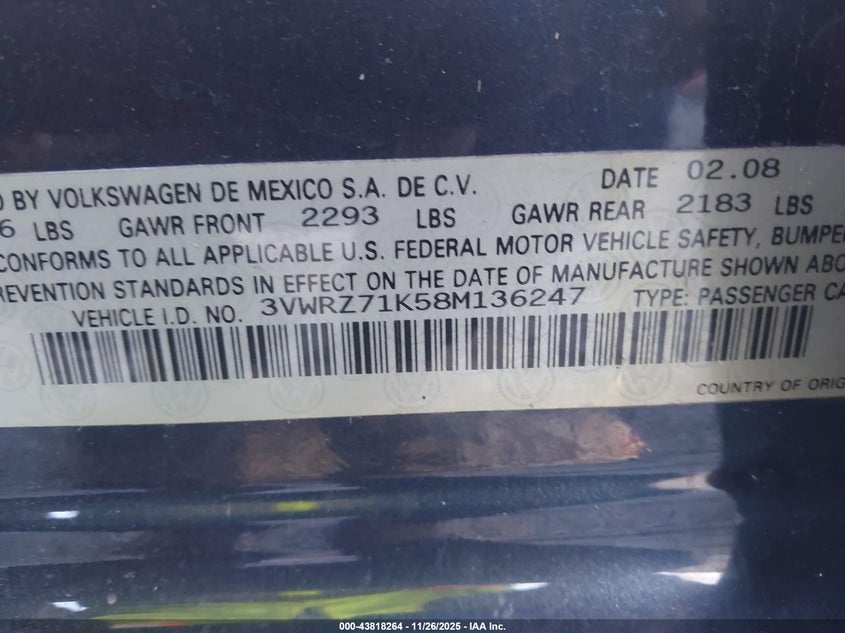 D BY VOLKSWAGEN DE MEXICO S.A. DE C.V. DATE 02.08
6 LBS GAWR FRONT 2293 LBS GAWR REAR 2183 LBS
CONFORMS TO ALL APPLICABLE U.S. FEDERAL MOTOR VEHICLE SAFETY, BUMPE
REVENTION STANDARDS IN EFFECT ON THE DATE OF MANUFACTURE SHOWN ABO
VEHICLE I.D. NO. 3VWRZ71K58M136247 TYPE: PASSENGER CA
COUNTRY OF ORIG
000-43818264 - 11/26/2025 - IAA Inc.